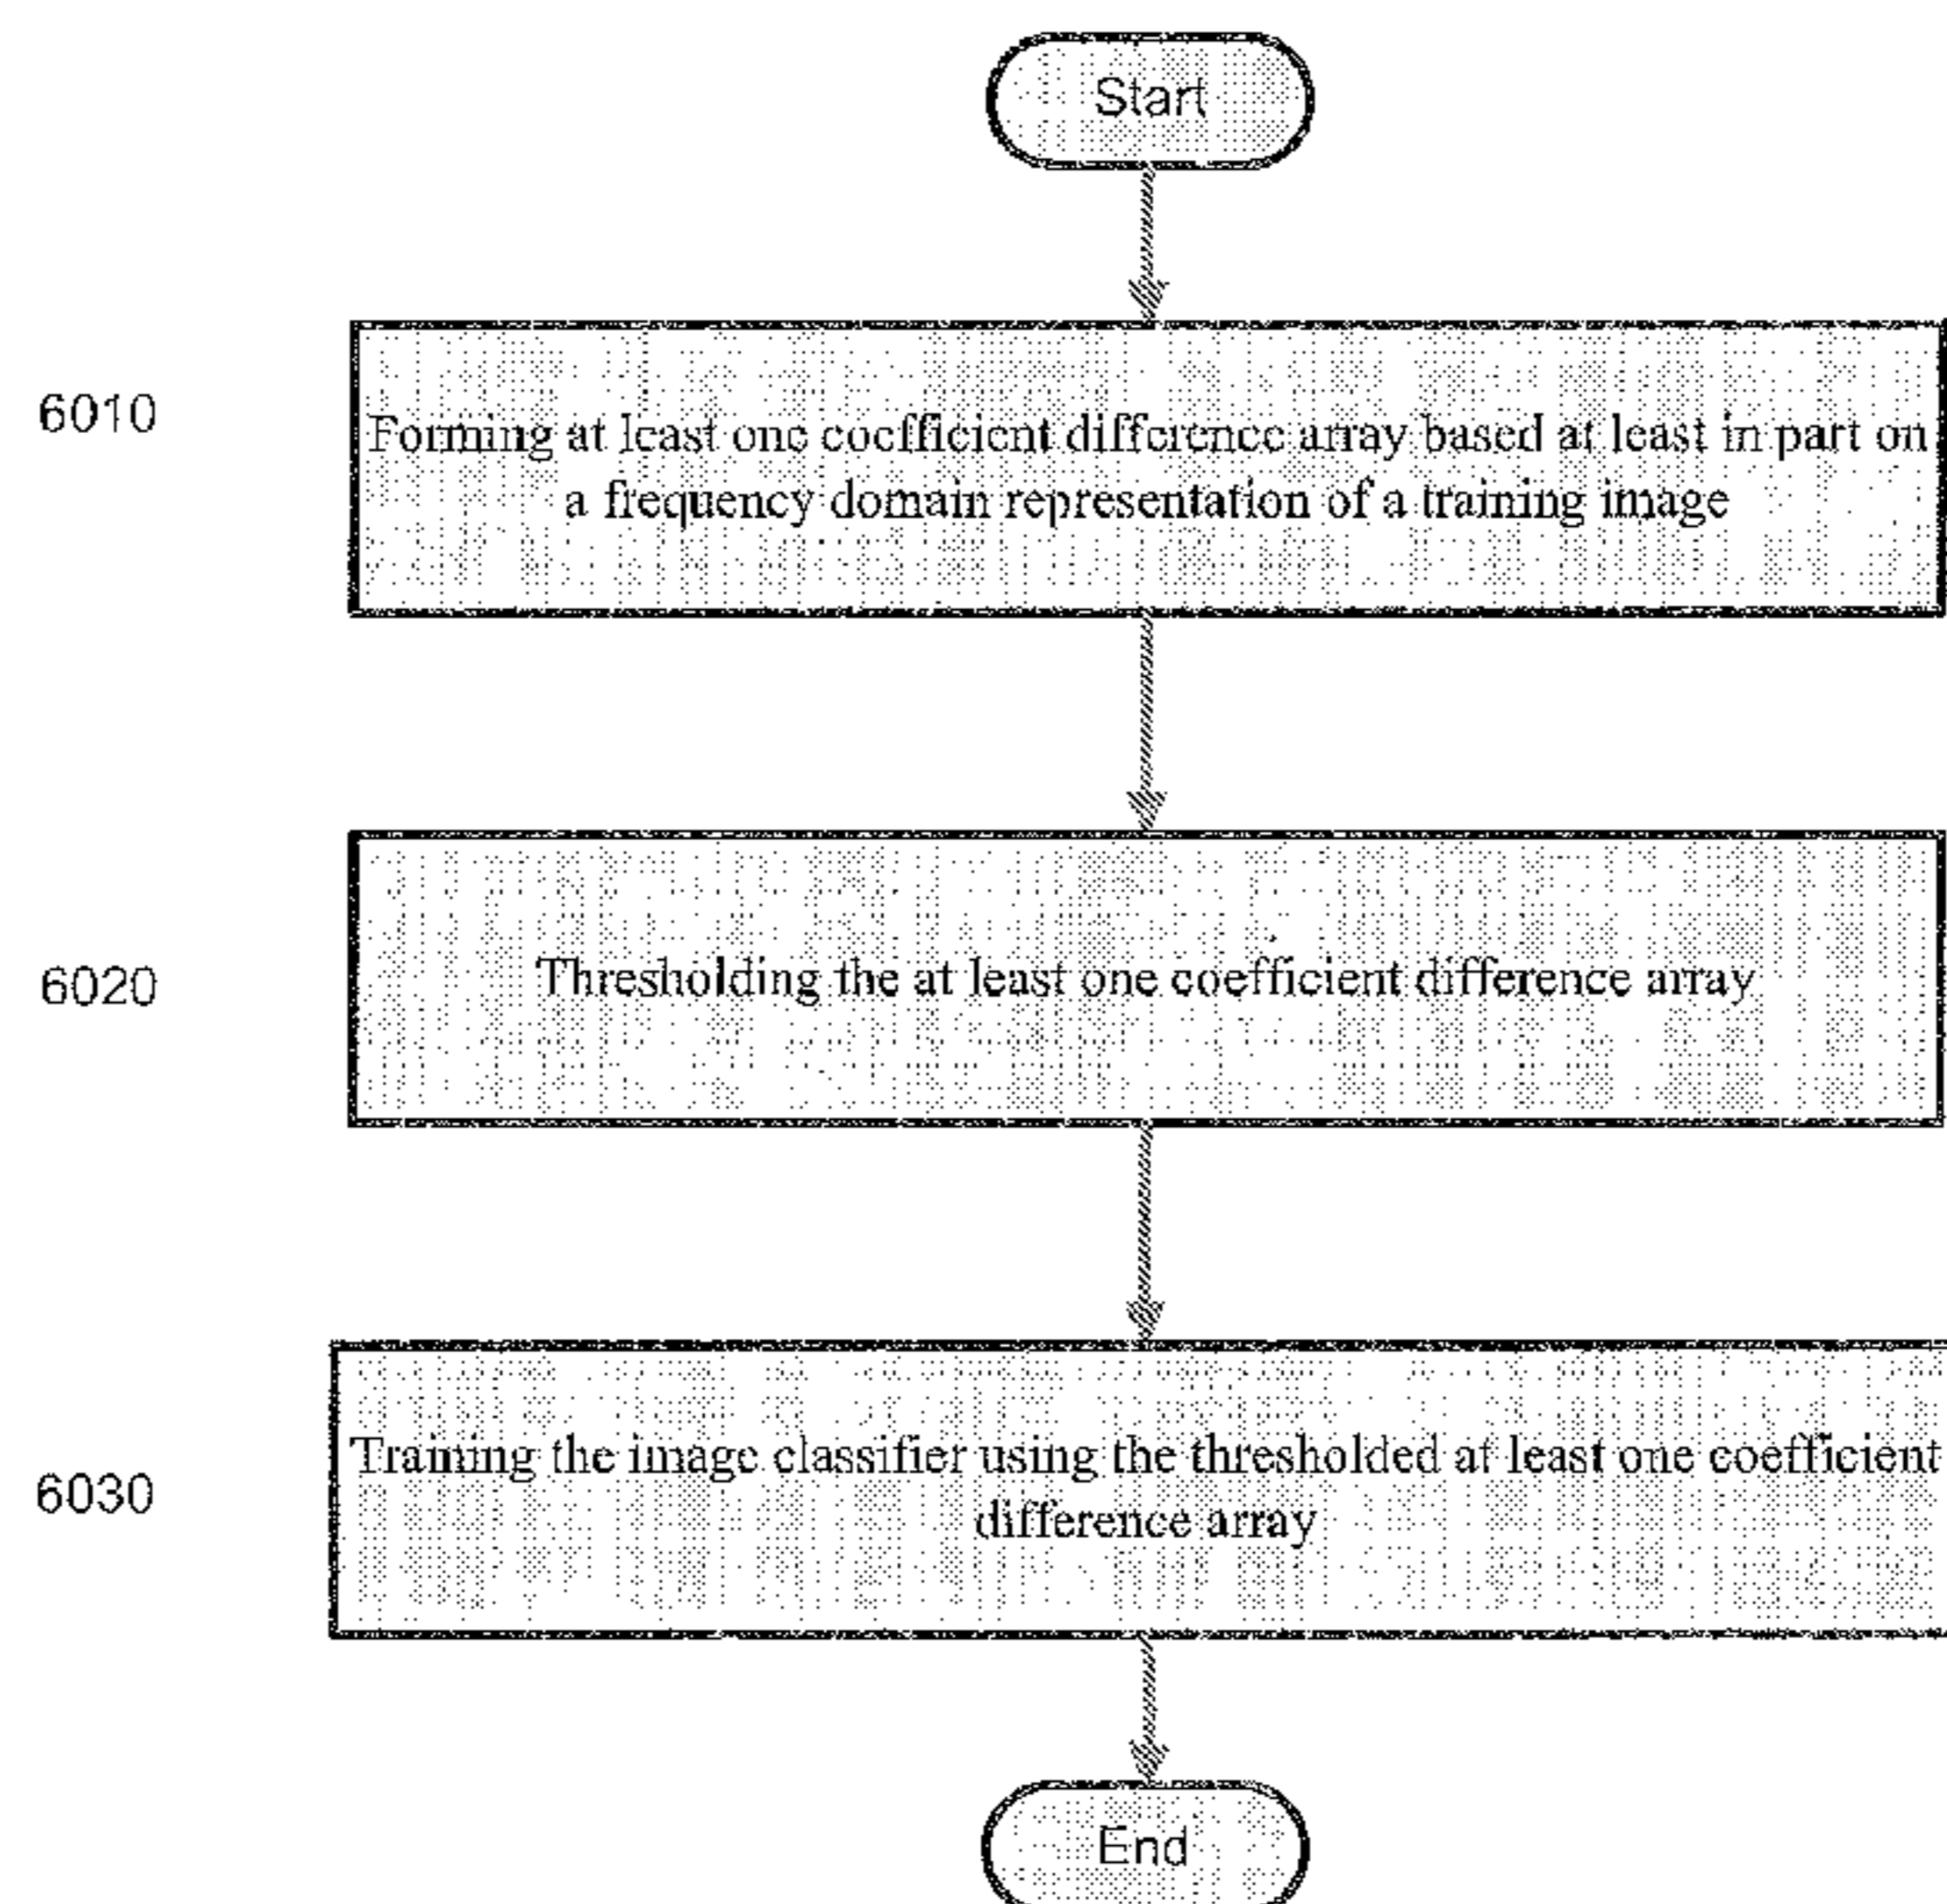 Start
6010
Forming at least one coefficient difference array based at least in part on
a frequency domain representation of a training image
6020
Thresholding the at least one coefficient difference array
6030
Training the image classifier using the thresholded at least one coefficient
difference array
End